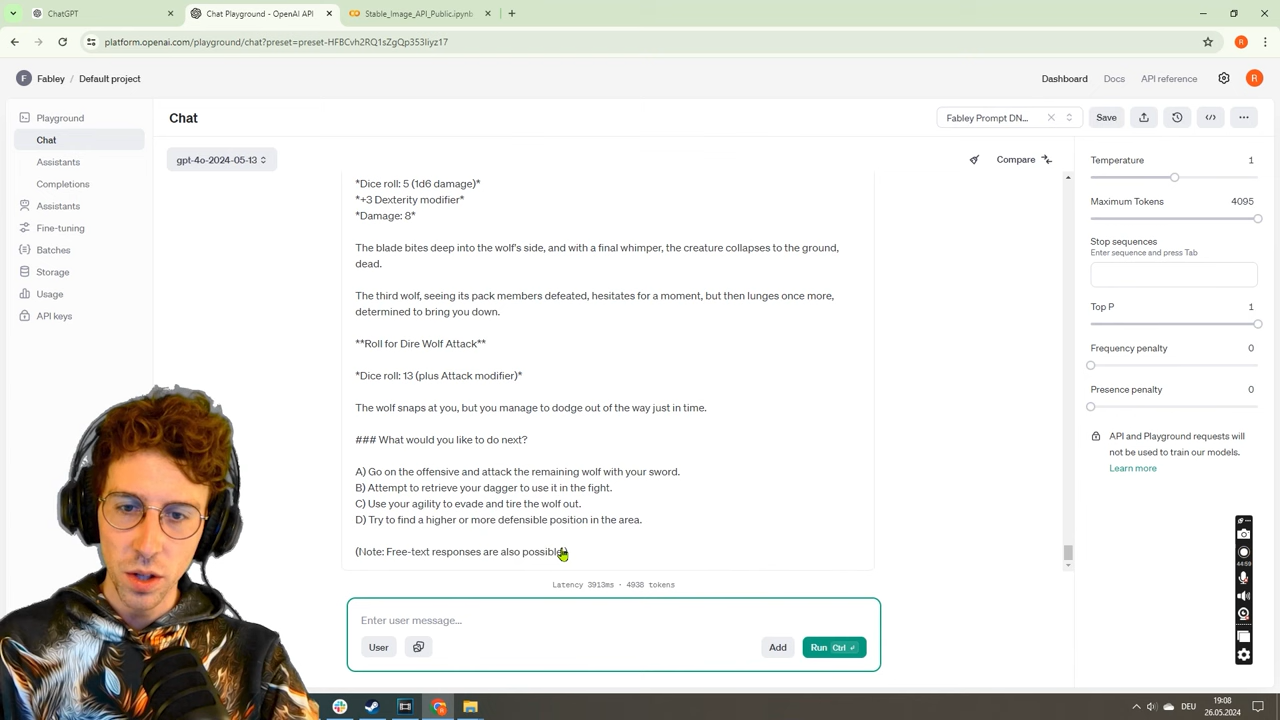 ChatGPT
Chat Playground - OpenAI API
Stable_Image_API_Public.ipynb
platform.openai.com/playground/chat?preset=preset-HFBCvh2RQ1sZgQp353Iiyz17
R
F Fabley / Default project
Dashboard Docs API reference
R
Playground
Chat
Assistants
Completions
Assistants
Fine-tuning
Batches
Storage
Usage
API keys
Chat
Fabley Prompt DN...
Save
gpt-4o-2024-05-13
Compare
*Dice roll: 5 (1d6 damage)*
*+3 Dexterity modifier*
*Damage: 8*
The blade bites deep into the wolf's side, and with a final whimper, the creature collapses to the ground,
dead.
The third wolf, seeing its pack members defeated, hesitates for a moment, but then lunges once more,
determined to bring you down.
**Roll for Dire Wolf Attack**
*Dice roll: 13 (plus Attack modifier)*
The wolf snaps at you, but you manage to dodge out of the way just in time.
### What would you like to do next?
A) Go on the offensive and attack the remaining wolf with your sword.
B) Attempt to retrieve your dagger to use it in the fight.
C) Use your agility to evade and tire the wolf out.
D) Try to find a higher or more defensible position in the area.
(Note: Free-text responses are also possible)
Latency 3913ms · 4938 tokens
Enter user message...
User
Add
Run Ctrl ⏎
Temperature 1
Maximum Tokens 4095
Stop sequences
Enter sequence and press Tab
Top P 1
Frequency penalty 0
Presence penalty 0
API and Playground requests will
not be used to train our models.
Learn more
44:59
DEU
19:08
26.05.2024